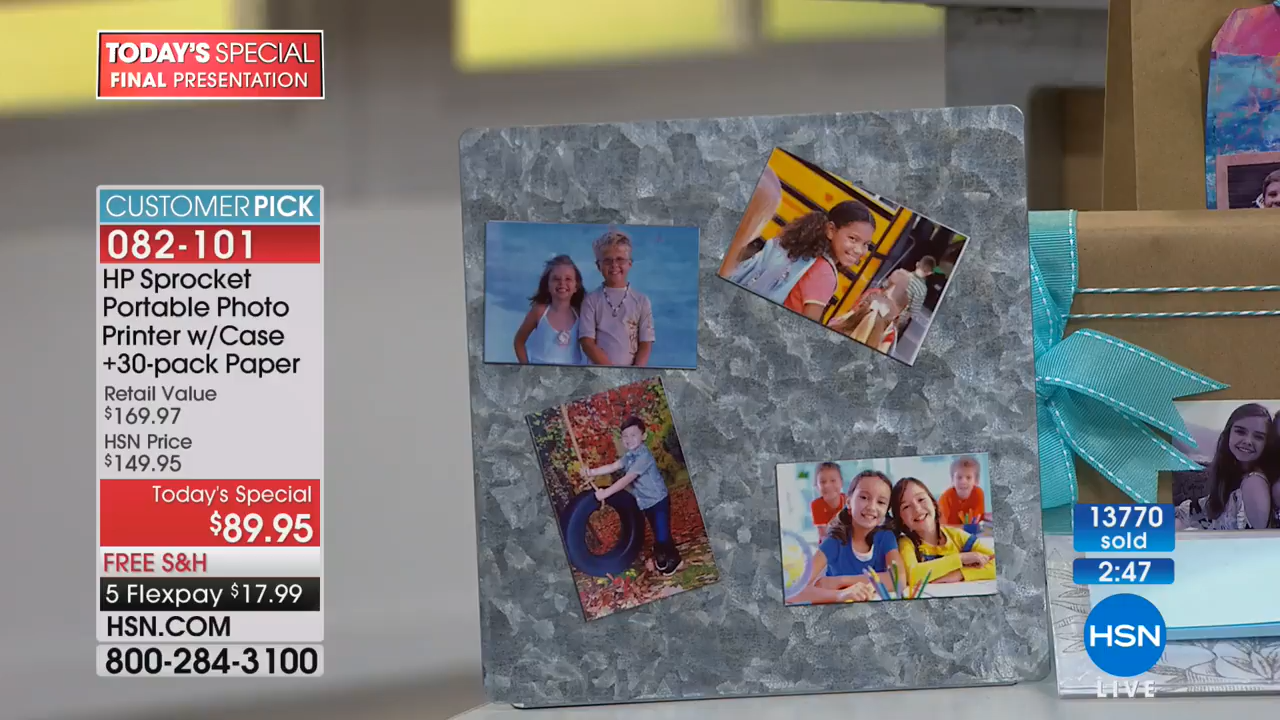 TODAY'S SPECIAL
FINAL PRESENTATION
CUSTOMER PICK
082-101
HP Sprocket
Portable Photo
Printer w/Case
+30-pack Paper
Retail Value
$169.97
HSN Price
$149.95
Today's Special
$89.95
FREE S&H
5 Flexpay $17.99
HSN.COM
800-284-3100
13770
sold
2:47
HSN
LIVE